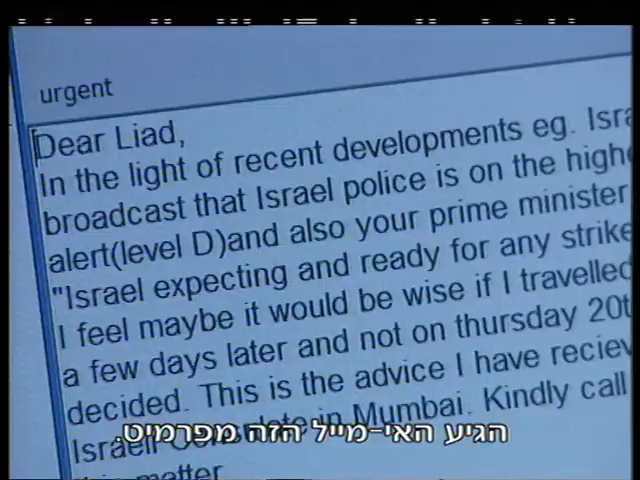 urgent
Dear Liad,
In the light of recent developments eg. Isra
broadcast that Israel police is on the highe
alert(level D)and also your prime minister
"Israel expecting and ready for any strike
I feel maybe it would be wise if I travelled
a few days later and not on thursday 20t
decided. This is the advice I have reciev
Israeli Consulate in Mumbai. Kindly call
this matter
הגיע האי-מייל הזה מפרמיט.